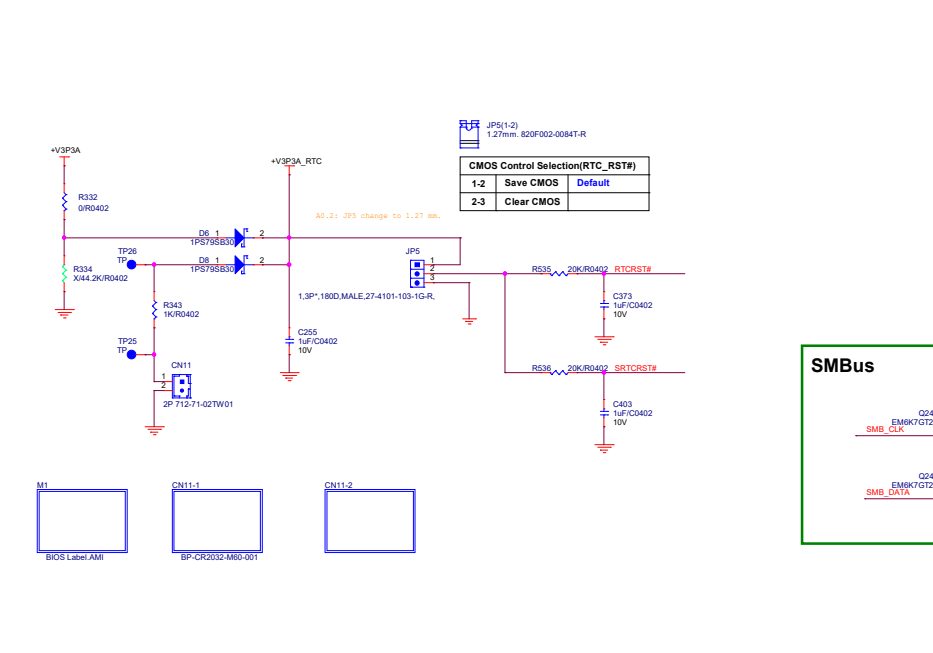 JP5(1-2)
1.27mm. 820F002-0084T-R
CMOS Control Selection(RTC_RST#)
1-2 Save CMOS Default
2-3 Clear CMOS
+V3P3A
+V3P3A_RTC
R332
0/R0402
A0.2: JP5 change to 1.27 mm.
D6 1 2
1PS79SB30
TP26
TP
D8 1 2
1PS79SB30
R334
X/44.2K/R0402
JP5
1
2
3
1,3P*,180D,MALE,27-4101-103-1G-R,
R535 20K/R0402 RTCRST#
C373
1uF/C0402
10V
R343
1K/R0402
C255
1uF/C0402
10V
TP25
TP
CN11
1
2
2P 712-71-02TW01
R536 20K/R0402 SRTCRST#
C403
1uF/C0402
10V
SMBus
Q24
EM6K7GT2
SMB_CLK
Q24
EM6K7GT2
SMB_DATA
M1
BIOS Label.AMI
CN11-1
BP-CR2032-M60-001
CN11-2